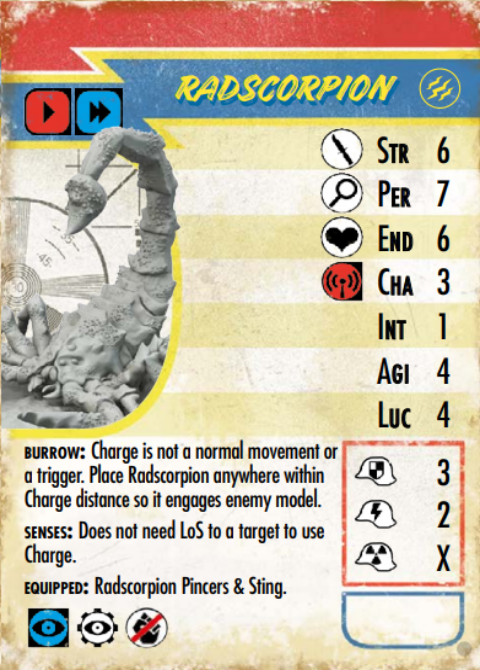 RADSCORPION
STR 6
PER 7
END 6
CHA 3
INT 1
AGI 4
LUC 4
BURROW: Charge is not a normal movement or
a trigger. Place Radscorpion anywhere within
Charge distance so it engages enemy model.
SENSES: Does not need LoS to a target to use
Charge.
EQUIPPED: Radscorpion Pincers & Sting.
3
2
X